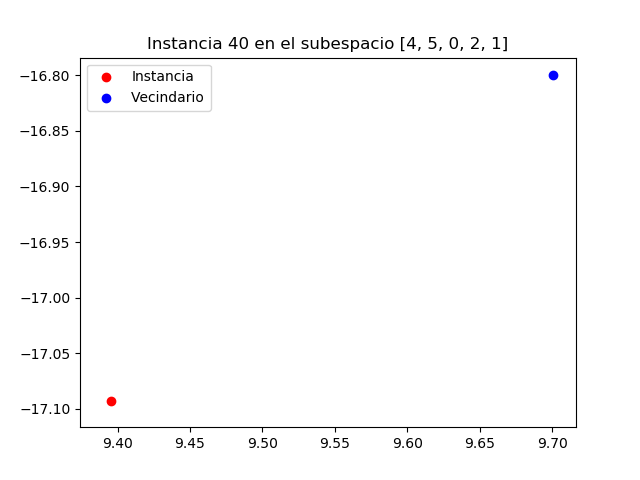 Instancia 40 en el subespacio [4, 5, 0, 2, 1]
Instancia
Vecindario
−16.80
−16.85
−16.90
−16.95
−17.00
−17.05
−17.10
9.40 9.45 9.50 9.55 9.60 9.65 9.70